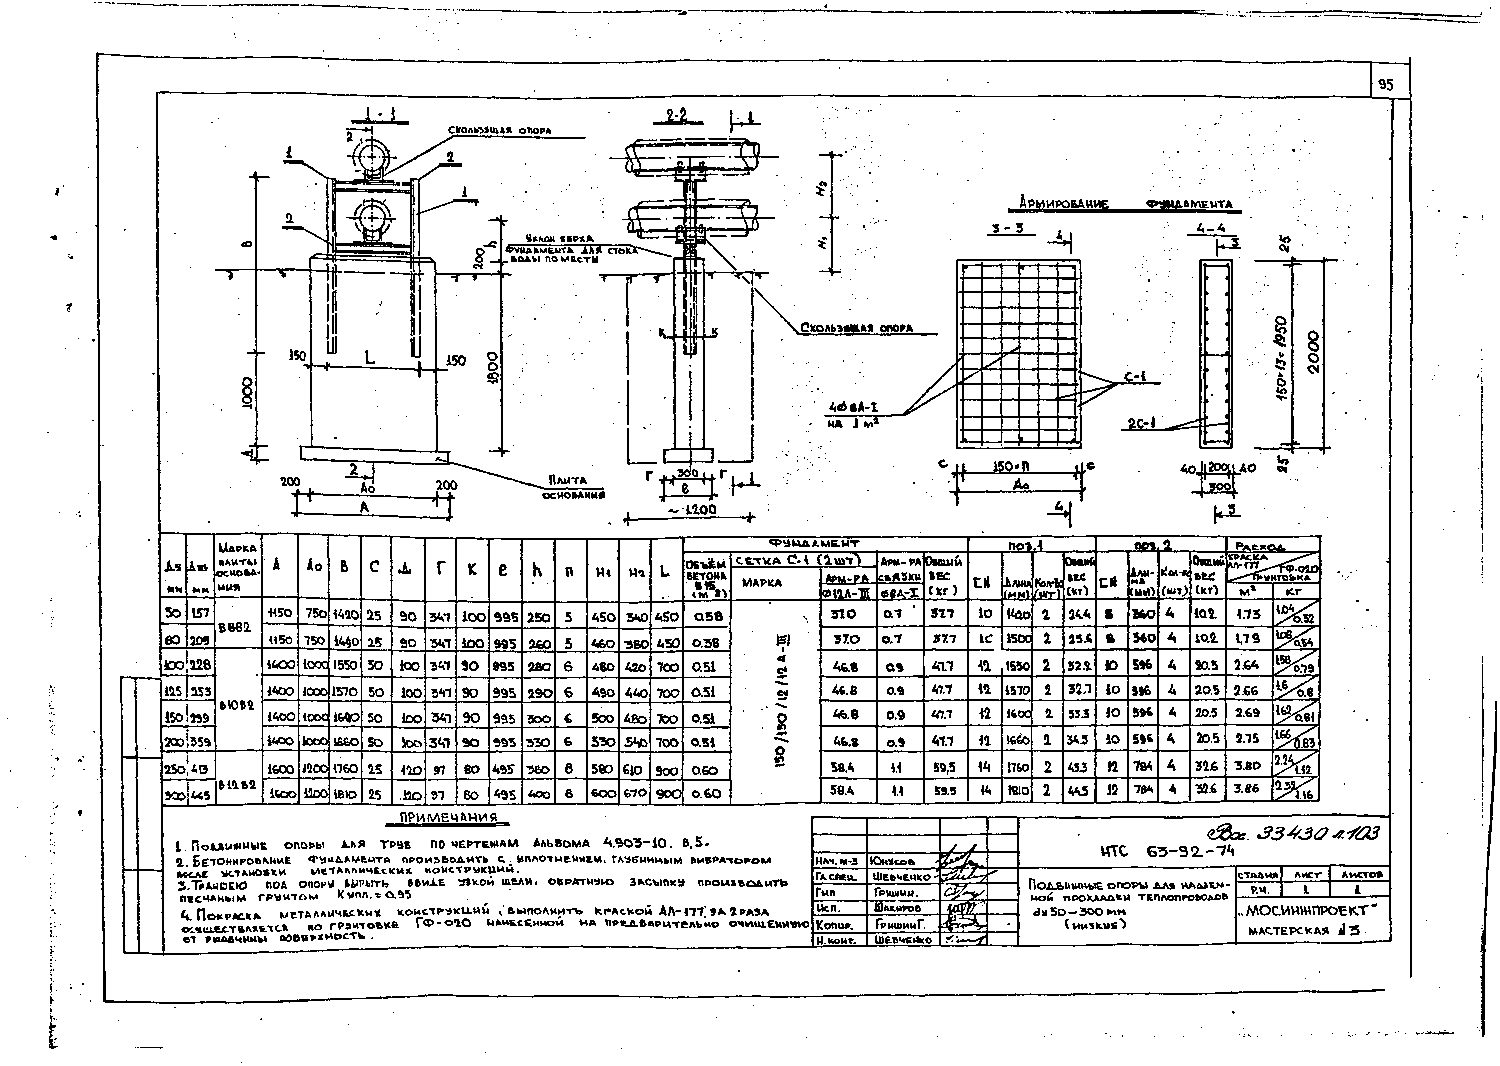 95
1-1
2
Скользящая опора
1
2
1
2
В
200 h
150
L
150
1000
1800
Д
2
Плита
основания
200
А₀
200
А
2-2
1
Н₂
Н₁
Уклон верха
фундамента для стока
воды по месту
Скользящая опора
К
К
Г
300
Г
1
В
~ 1200
Армирование фундамента
3-3
4
4⌀8А-I
на 1 м²
С-1
с
150·п
с
А₀
4
4-4
3
25
150×13=1950
2000
2С-1
25
40
200
40
300
3
Ду мм
Дн мм
Марка плиты основания
А
А₀
В
С
Д
Г
К
е
h
п
Н₁
Н₂
L
Фундамент
Объём бетона В15 (м³)
Сетка С-1 (2шт)
Марка
Арм-ра ⌀12А-III
Арм-ра связки ⌀8А-I
Общий вес (кг)
поз.1
[N
Длина (мм)
Кол-во (шт)
Общий вес (кг)
поз.2
[N
Длина (мм)
Кол-во (шт)
Общий вес (кг)
Расход
Краска АЛ-177
ГФ-020 грунтовка
м²
кг
150/150/12/12 А-III
50 157 В8В2 1150 750 1420 25 90 347 100 995 250 5 450 340 450 0.58 37.0 0.7 37.7 10 1400 2 24.4 8 360 4 10.2 1.73 1.04/0.52
80 209 1150 750 1440 25 90 347 100 995 260 5 460 380 450 0.38 37.0 0.7 37.7 10 1500 2 25.6 8 360 4 10.2 1.79 1.08/0.54
100 228 В10В2 1400 1000 1550 50 100 347 90 995 280 6 480 420 700 0.51 46.8 0.9 47.7 12 1550 2 32.2 10 596 4 20.5 2.64 1.58/0.79
125 253 1400 1000 1570 50 100 347 90 995 290 6 490 440 700 0.51 46.8 0.9 47.7 12 1570 2 32.7 10 596 4 20.5 2.66 1.6/0.8
150 299 1400 1000 1600 50 100 347 90 995 300 6 500 480 700 0.51 46.8 0.9 47.7 12 1600 2 33.3 10 596 4 20.5 2.69 1.62/0.81
200 359 1400 1000 1660 50 100 347 90 995 330 6 530 540 700 0.51 46.8 0.9 47.7 12 1660 2 34.5 10 596 4 20.5 2.75 1.66/0.83
250 413 В12В2 1600 1200 1760 25 120 97 80 495 380 8 580 610 900 0.60 58.4 1.1 59.5 14 1760 2 43.3 12 784 4 32.6 3.80 2.24/1.12
300 465 1600 1200 1810 25 120 97 80 495 400 8 600 670 900 0.60 58.4 1.1 59.5 14 1810 2 44.5 12 784 4 32.6 3.86 2.32/1.16
Примечания
1. Подвижные опоры для труб по чертежам Альбома 4.903-10. В.5.
2. Бетонирование фундамента производить с уплотнением глубинным вибратором
после установки металлических конструкций.
3. Траншею под опору вырыть ввиде узкой щели, обратную засыпку производить
песчаным грунтом Купл.=0.95
4. Покраска металлических конструкций, выполнить краской АЛ-177, за 2 раза
осуществляется по грунтовке ГФ-020 нанесенной на предварительно очищенную
от ржавчины поверхность.
Нач. м-3 Юнусов
Гл.спец. Шевченко
Гип Гришин.
Исп. Шакиров
Копир. Гришин Г.
Н.конт. Шевченко
Вос. 33430 л.103
НТС 63-92-74
Подвижные опоры для надзем-
ной прокладки теплопроводов
dу 50-300 мм
(низкие)
Стадия Лист Листов
Р.Ч. 1 1
„Мосинжпроект"
Мастерская №3